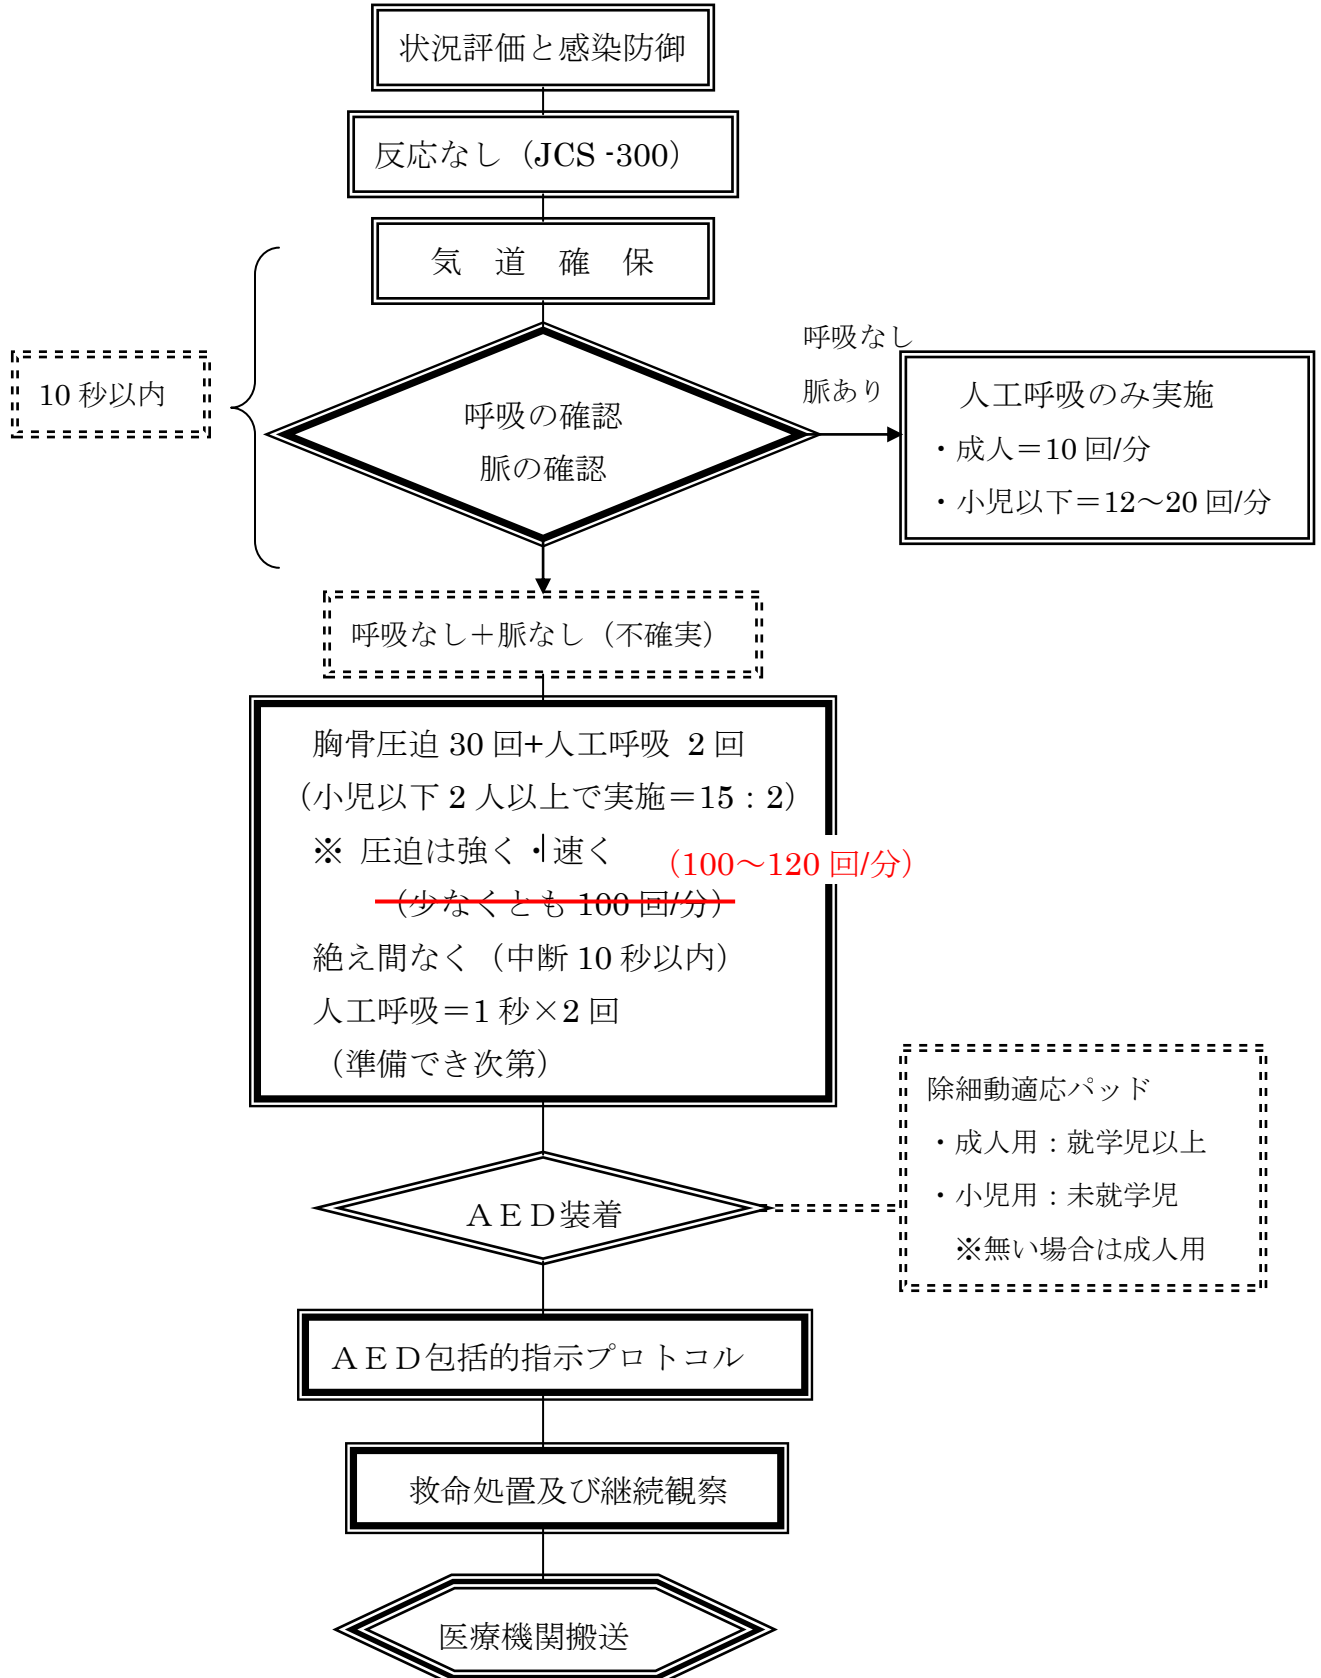 状況評価と感染防御
反応なし（JCS -300）
気　道　確　保
10 秒以内
呼吸の確認
脈の確認
呼吸なし
脈あり
人工呼吸のみ実施
・成人＝10 回/分
・小児以下＝12～20 回/分
呼吸なし＋脈なし（不確実）
胸骨圧迫 30 回+人工呼吸 2 回
（小児以下 2 人以上で実施＝15：2）
※ 圧迫は強く・速く
（100～120 回/分）
（少なくとも 100 回/分）
絶え間なく（中断 10 秒以内）
人工呼吸＝1 秒×2 回
（準備でき次第）
除細動適応パッド
・成人用：就学児以上
・小児用：未就学児
※無い場合は成人用
ＡＥＤ装着
ＡＥＤ包括的指示プロトコル
救命処置及び継続観察
医療機関搬送